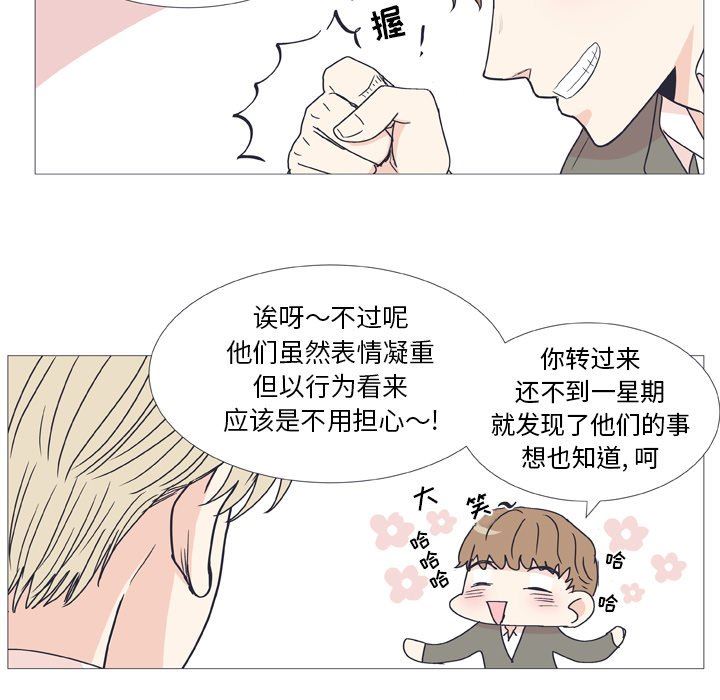 握!
诶呀～不过呢
他们虽然表情凝重
但以行为看来
应该是不用担心～!
你转过来
还不到一星期
就发现了他们的事
想也知道, 呵
大笑～
哈
哈
哈
哈
哈